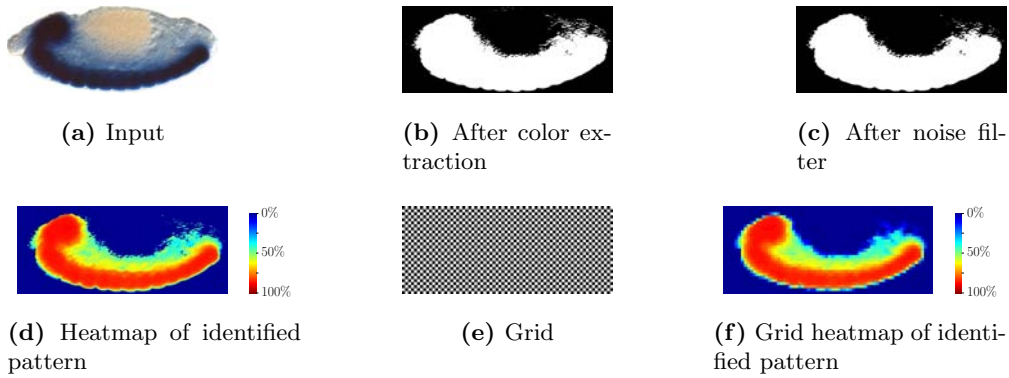 (a) Input
(b) After color ex-
traction
(c) After noise fil-
ter
0%
50%
100%
0%
50%
100%
(d) Heatmap of identified
pattern
(e) Grid
(f) Grid heatmap of identi-
fied pattern